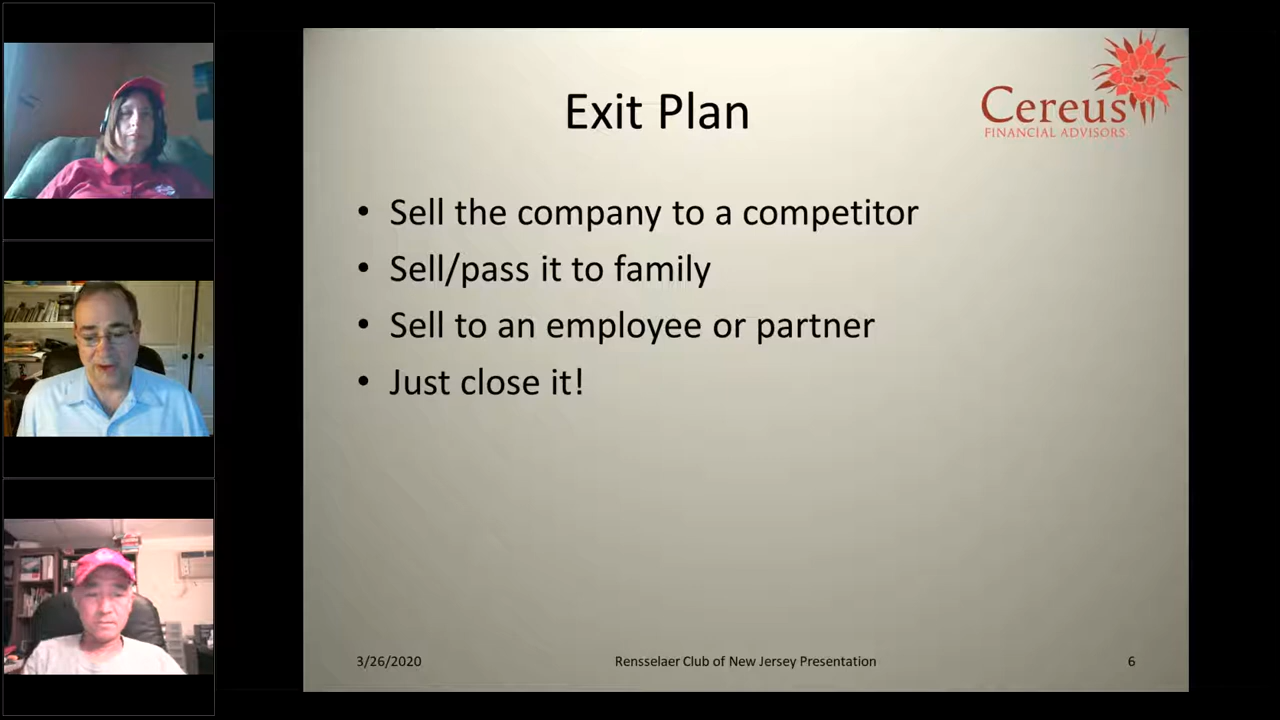 Exit Plan
Cereus
FINANCIAL ADVISORS
• Sell the company to a competitor
• Sell/pass it to family
• Sell to an employee or partner
• Just close it!
3/26/2020
Rensselaer Club of New Jersey Presentation
6